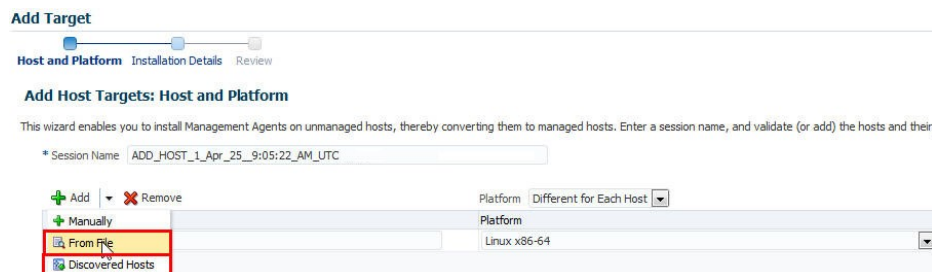 Add Target
Host and Platform Installation Details Review
Add Host Targets: Host and Platform
This wizard enables you to install Management Agents on unmanaged hosts, thereby converting them to managed hosts. Enter a session name, and validate (or add) the hosts and their
* Session Name ADD_HOST_1_Apr_25__9:05:22_AM_UTC
Add Remove Platform Different for Each Host
Manually Platform
From File Linux x86-64
Discovered Hosts